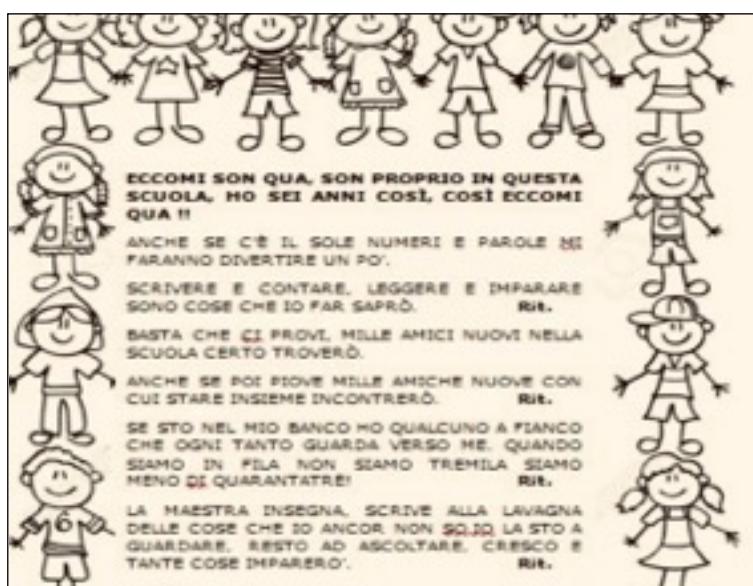 ECCOMI SON QUA, SON PROPRIO IN QUESTA
SCUOLA, HO SEI ANNI COSÌ, COSÌ ECCOMI
QUA !!
ANCHE SE C'È IL SOLE NUMERI E PAROLE MI
FARANNO DIVERTIRE UN PO'.
SCRIVERE E CONTARE, LEGGERE E IMPARARE
SONO COSE CHE IO FAR SAPRÒ. Rit.
BASTA CHE CI PROVI, MILLE AMICI NUOVI NELLA
SCUOLA CERTO TROVERÒ.
ANCHE SE POI PIOVE MILLE AMICHE NUOVE CON
CUI STARE INSIEME INCONTRERÒ. Rit.
SE STO NEL MIO BANCO HO QUALCUNO A FIANCO
CHE OGNI TANTO GUARDA VERSO ME, QUANDO
SIAMO IN FILA NON SIAMO TREMILA SIAMO
MENO DI QUARANTATRE! Rit.
LA MAESTRA INSEGNA, SCRIVE ALLA LAVAGNA
DELLE COSE CHE IO ANCOR NON SO.IO LA STO A
GUARDARE, RESTO AD ASCOLTARE, CRESCO E
TANTE COSE IMPARERO'. Rit.
6